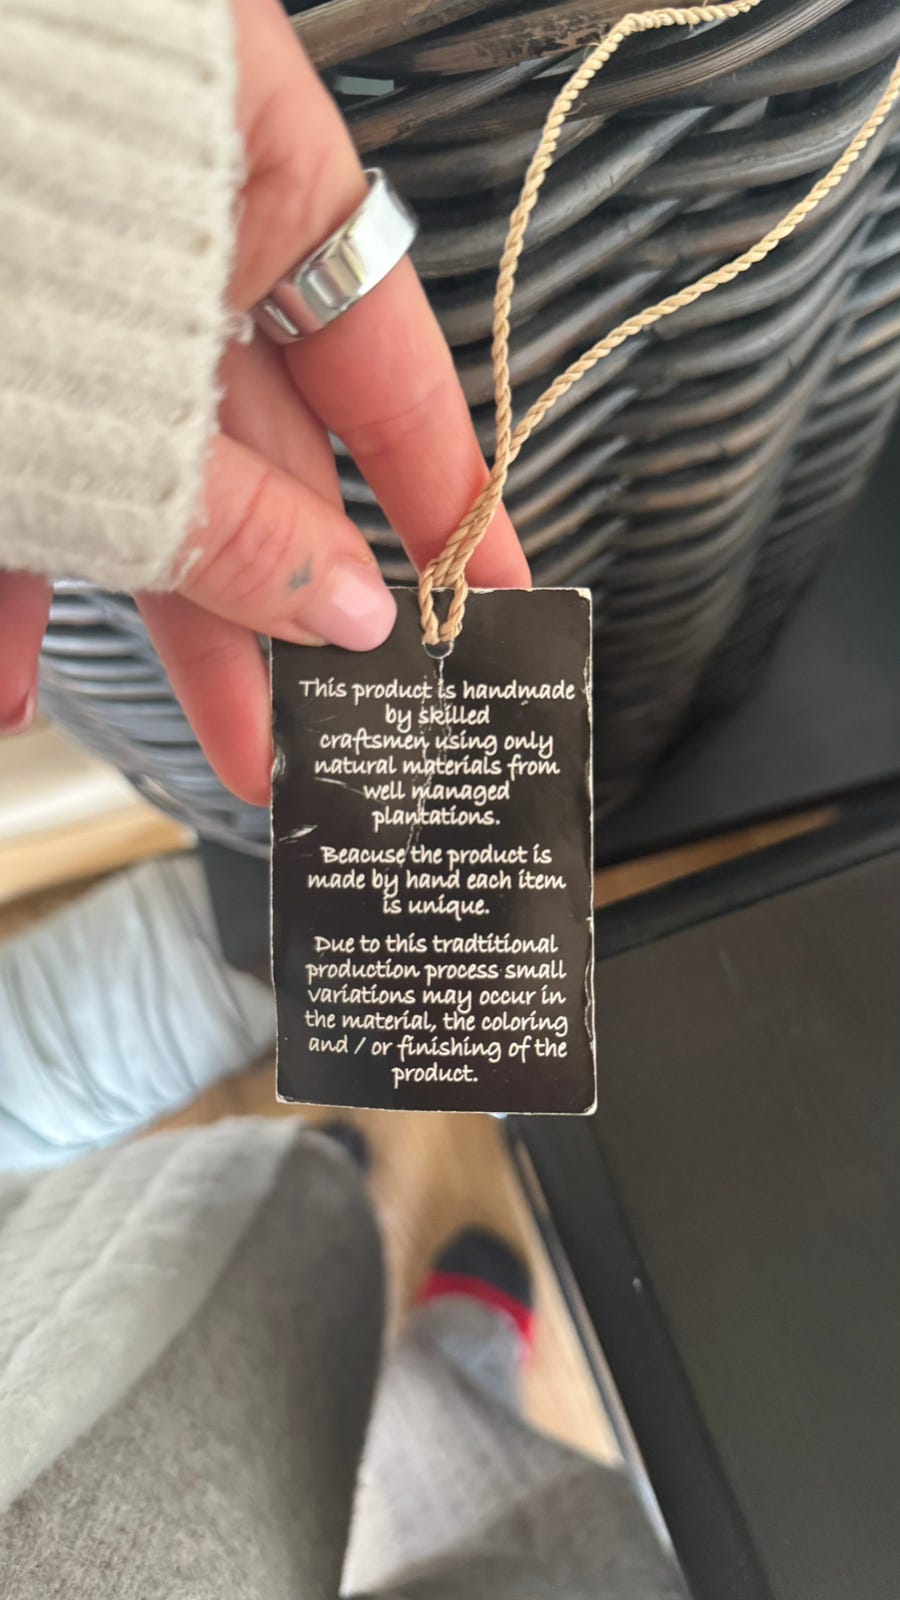 This product is handmade
by skilled
craftsmen using only
natural materials from
well managed
plantations.
Beacuse the product is
made by hand each item
is unique.
Due to this tradtitional
production process small
variations may occur in
the material, the coloring
and / or finishing of the
product.